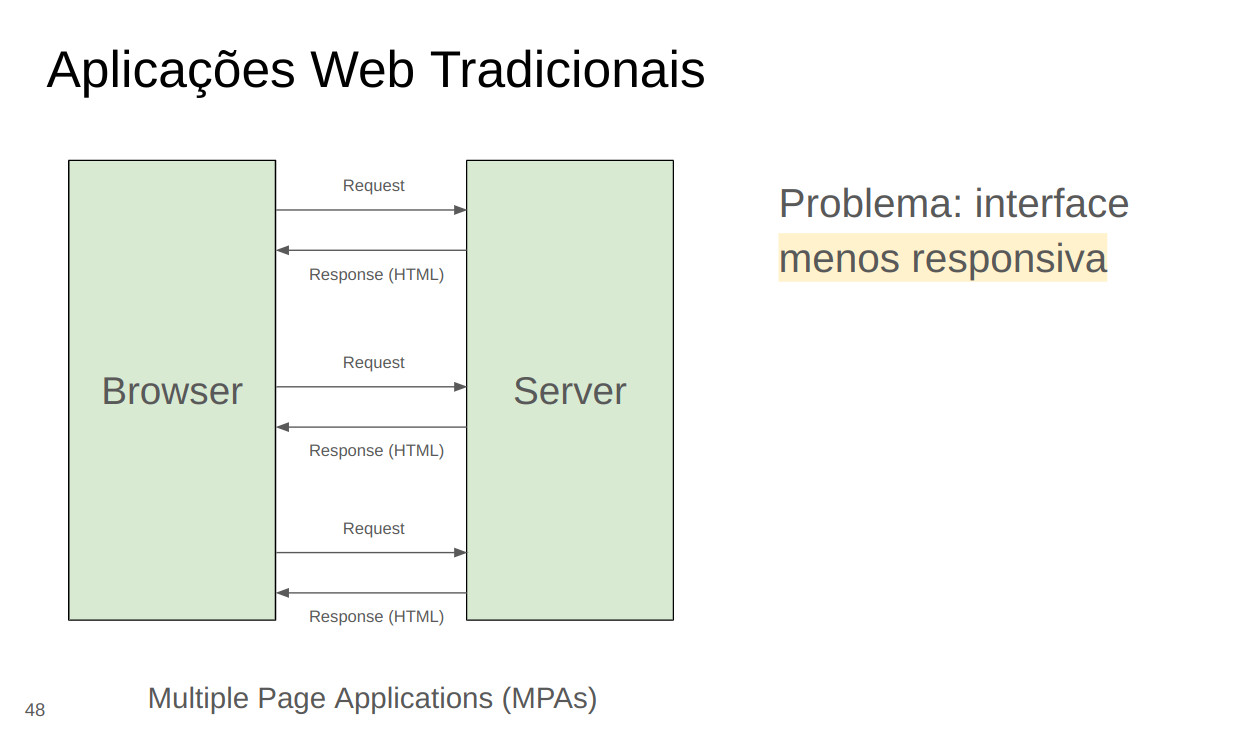 Aplicações Web Tradicionais
Request
Response (HTML)
Request
Response (HTML)
Request
Response (HTML)
Browser
Server
Problema: interface
menos responsiva
Multiple Page Applications (MPAs)
48